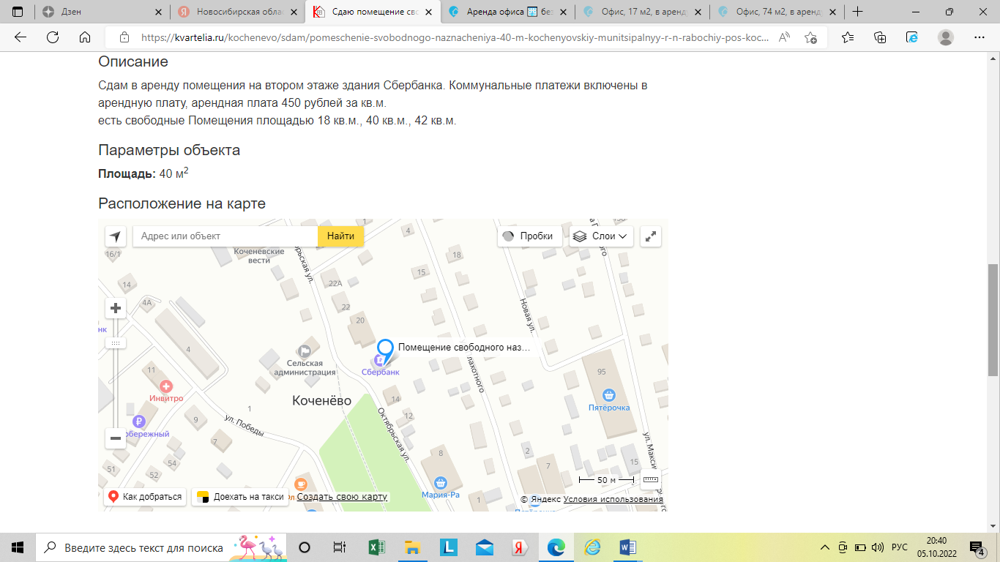 Дзен
Новосибирская обла
Сдаю помещение сво
Аренда офиса без
Офис, 17 м2, в аренд
Офис, 74 м2, в аренд
https://kvartelia.ru/kochenevo/sdam/pomeschenie-svobodnogo-naznacheniya-40-m-kochenyovskiy-munitsipalnyy-r-n-rabochiy-pos-koc...
Описание
Сдам в аренду помещения на втором этаже здания Сбербанка. Коммунальные платежи включены в
арендную плату, арендная плата 450 рублей за кв.м.
есть свободные Помещения площадью 18 кв.м., 40 кв.м., 42 кв.м.
Параметры объекта
Площадь: 40 м2
Расположение на карте
Адрес или объект
Найти
Пробки
Слои
1
4
16/1
Коченёвские
вести
18
15
14
22А
4А
22
20
нк
4
Новая ул.
Помещение свободного наз...
Сельская
администрация
Сбербанк
лахотного
11
95
Инвитро
Коченёво
14
Пятёрочка
1
12
ул. Победы
Октябрьская ул.
9
обережный
7
8
2
7
15
ул. Макси
51
54
52
50 м
Мария-Ра
1
Как добраться
Доехать на такси
Создать свою карту
© Яндекс Условия использования
Введите здесь текст для поиска
РУС
20:40
05.10.2022
4